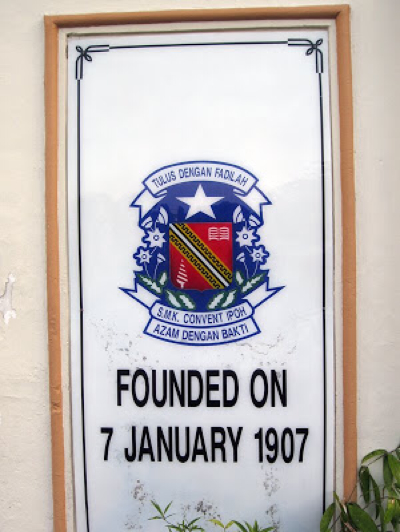 TULUS DENGAN FADILAH
S.M.K. CONVENT IPOH
AZAM DENGAN BAKTI
FOUNDED ON
7 JANUARY 1907